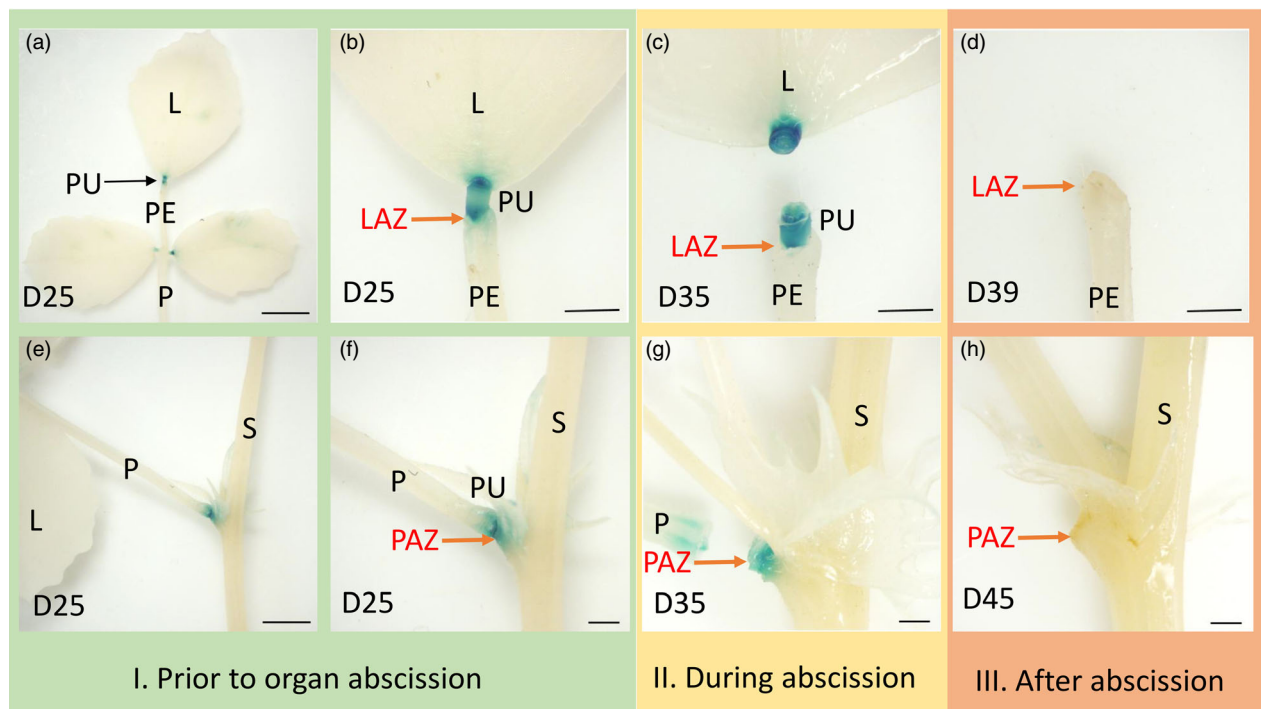 (a)
L
PU
PE
D25
P
(b)
L
PU
LAZ
D25
PE
(c)
L
PU
LAZ
D35
PE
(d)
LAZ
D39
PE
(e)
S
P
L
D25
(f)
S
P
PU
PAZ
D25
(g)
S
P
PAZ
D35
(h)
S
PAZ
D45
I. Prior to organ abscission
II. During abscission
III. After abscission